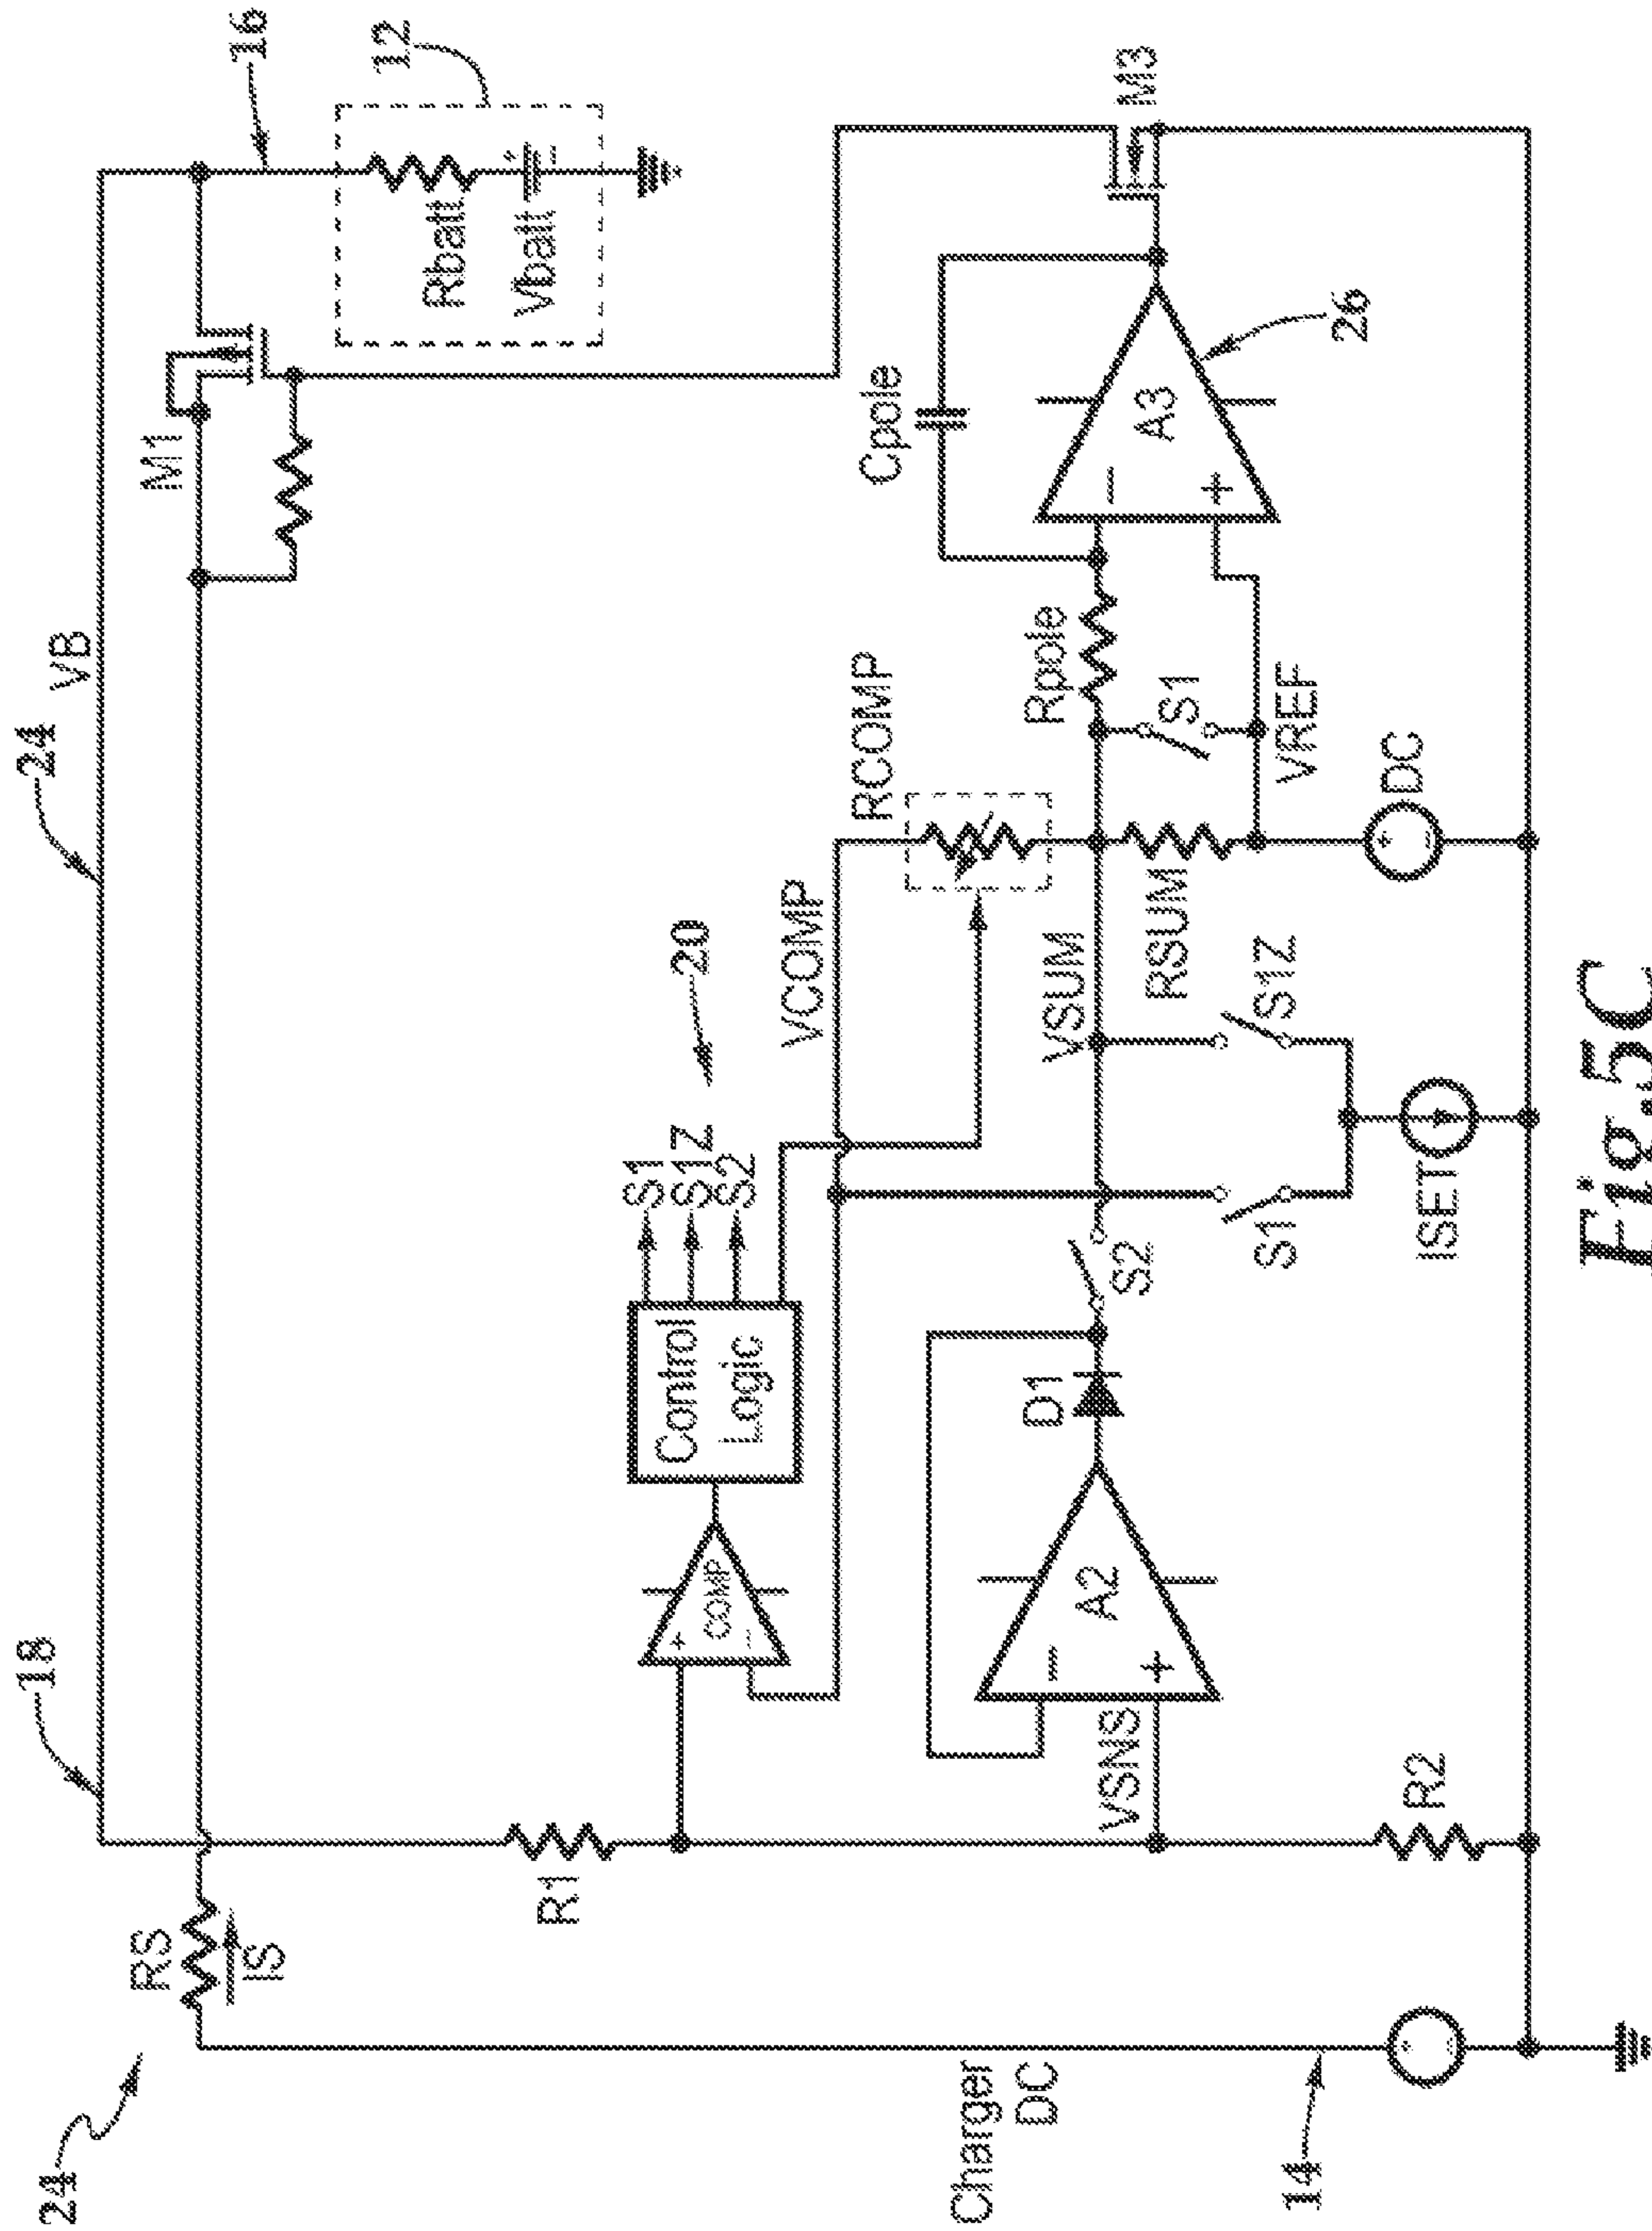 24
18
24
VB
16
12
RS
IS
M1
Rbatt
Vbatt
R1
+
−
COMP
Control
Logic
S1
S1Z
S2
20
VCOMP
RCOMP
Cpole
M3
Charger
DC
14
VSNS
−
+
A2
D1
S2
VSUM
RSUM
Rpole
S1
VREF
−
+
A3
26
R2
S1
S1Z
ISET
DC
Fig.5C